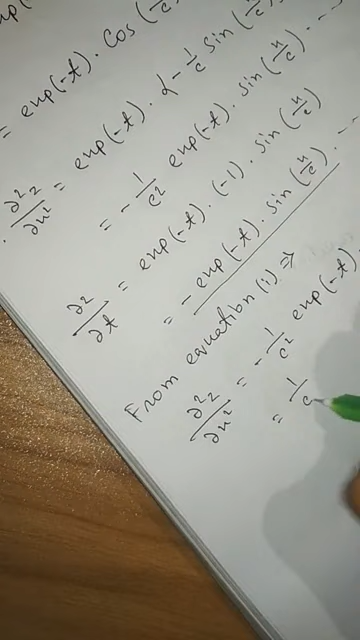 = exp(-t). cos(x/c
∂²z/∂x² = exp(-t). {-1/c sin(x/c
= -1/c² exp(-t). sin(x/c). --
∂z/∂t = exp(-t). (-1). sin(x/c)
= - exp(-t). sin(x/c). --
From equation (i) ⇒
∂²z/∂x² = -1/c² exp(-t).
= 1/c